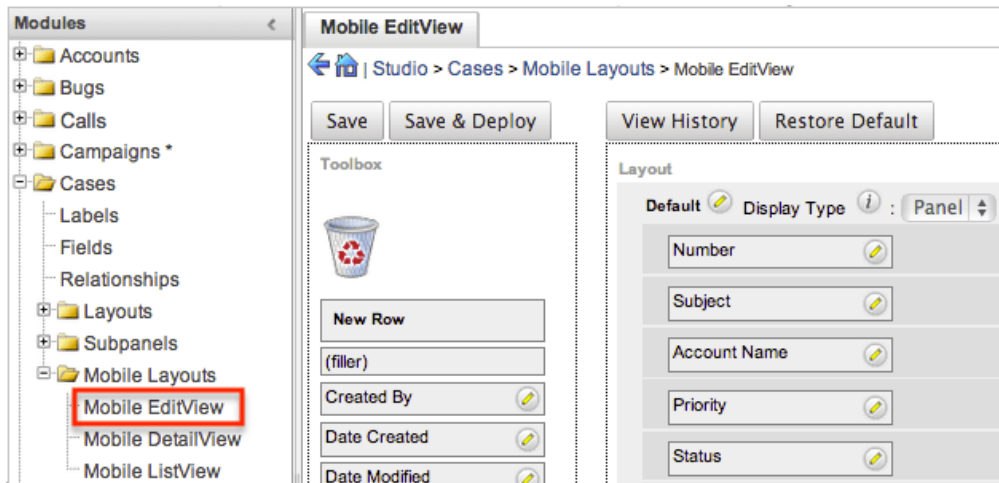 Modules
Accounts
Bugs
Calls
Campaigns *
Cases
Labels
Fields
Relationships
Layouts
Subpanels
Mobile Layouts
Mobile EditView
Mobile DetailView
Mobile ListView
Mobile EditView
| Studio > Cases > Mobile Layouts > Mobile EditView
Save Save & Deploy View History Restore Default
Toolbox
New Row
(filler)
Created By
Date Created
Date Modified
Layout
Default Display Type i : Panel
Number
Subject
Account Name
Priority
Status